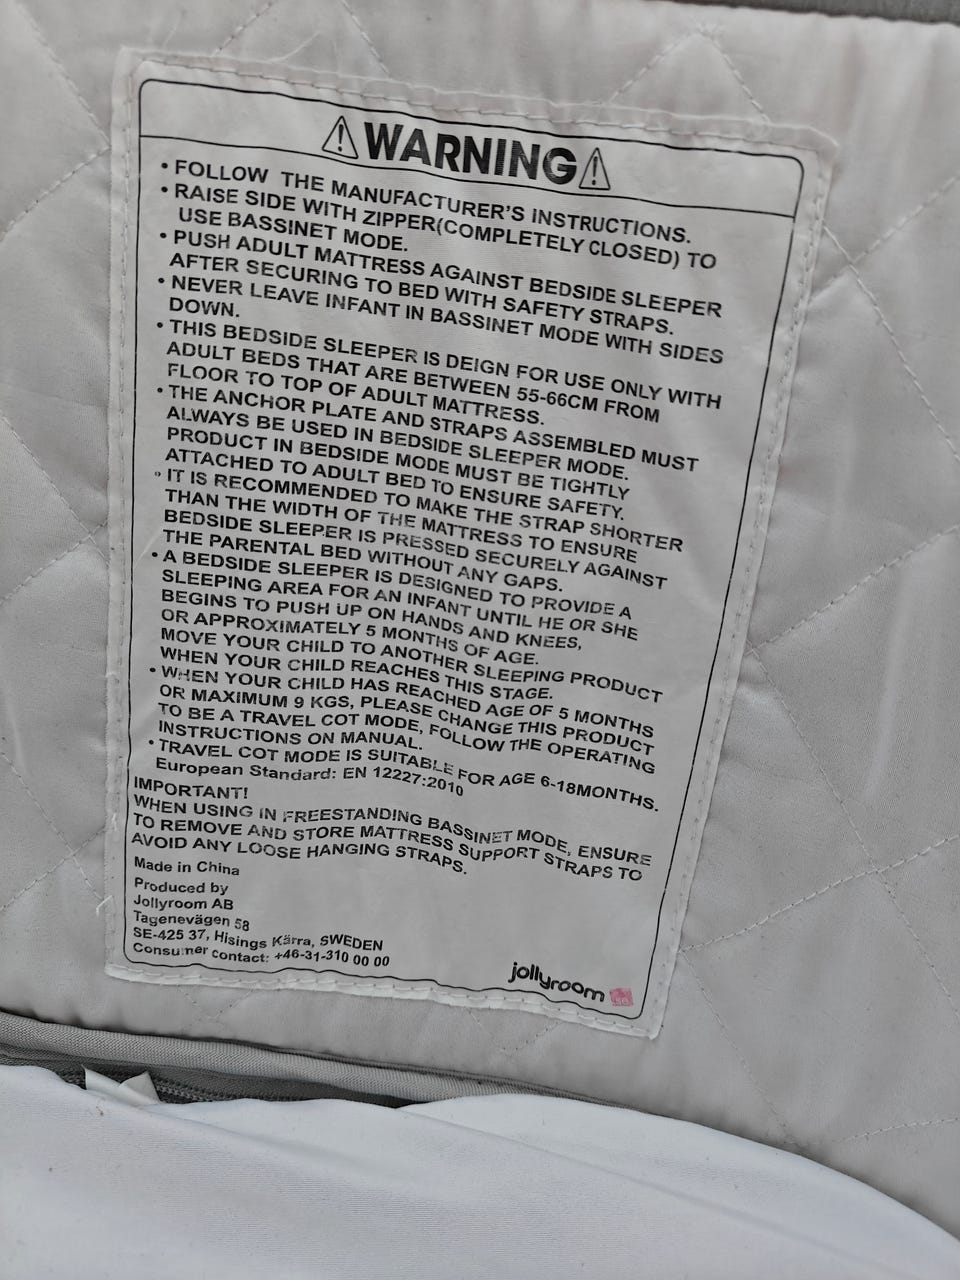 ⚠WARNING⚠
• FOLLOW THE MANUFACTURER'S INSTRUCTIONS.
• RAISE SIDE WITH ZIPPER(COMPLETELY CLOSED) TO
USE BASSINET MODE.
• PUSH ADULT MATTRESS AGAINST BEDSIDE SLEEPER
AFTER SECURING TO BED WITH SAFETY STRAPS.
• NEVER LEAVE INFANT IN BASSINET MODE WITH SIDES
DOWN.
• THIS BEDSIDE SLEEPER IS DEIGN FOR USE ONLY WITH
ADULT BEDS THAT ARE BETWEEN 55-66CM FROM
FLOOR TO TOP OF ADULT MATTRESS.
• THE ANCHOR PLATE AND STRAPS ASSEMBLED MUST
ALWAYS BE USED IN BEDSIDE SLEEPER MODE.
PRODUCT IN BEDSIDE MODE MUST BE TIGHTLY
ATTACHED TO ADULT BED TO ENSURE SAFETY.
• IT IS RECOMMENDED TO MAKE THE STRAP SHORTER
THAN THE WIDTH OF THE MATTRESS TO ENSURE
BEDSIDE SLEEPER IS PRESSED SECURELY AGAINST
THE PARENTAL BED WITHOUT ANY GAPS.
• A BEDSIDE SLEEPER IS DESIGNED TO PROVIDE A
SLEEPING AREA FOR AN INFANT UNTIL HE OR SHE
BEGINS TO PUSH UP ON HANDS AND KNEES,
OR APPROXIMATELY 5 MONTHS OF AGE.
MOVE YOUR CHILD TO ANOTHER SLEEPING PRODUCT
WHEN YOUR CHILD REACHES THIS STAGE.
• WHEN YOUR CHILD HAS REACHED AGE OF 5 MONTHS
OR MAXIMUM 9 KGS, PLEASE CHANGE THIS PRODUCT
TO BE A TRAVEL COT MODE, FOLLOW THE OPERATING
INSTRUCTIONS ON MANUAL.
• TRAVEL COT MODE IS SUITABLE FOR AGE 6-18MONTHS.
European Standard: EN 12227:2010
IMPORTANT!
WHEN USING IN FREESTANDING BASSINET MODE, ENSURE
TO REMOVE AND STORE MATTRESS SUPPORT STRAPS TO
AVOID ANY LOOSE HANGING STRAPS.
Made in China
Produced by
Jollyroom AB
Tagenevägen 58
SE-425 37, Hisings Kärra, SWEDEN
Consumer contact: +46-31-310 00 00
jollyroom se